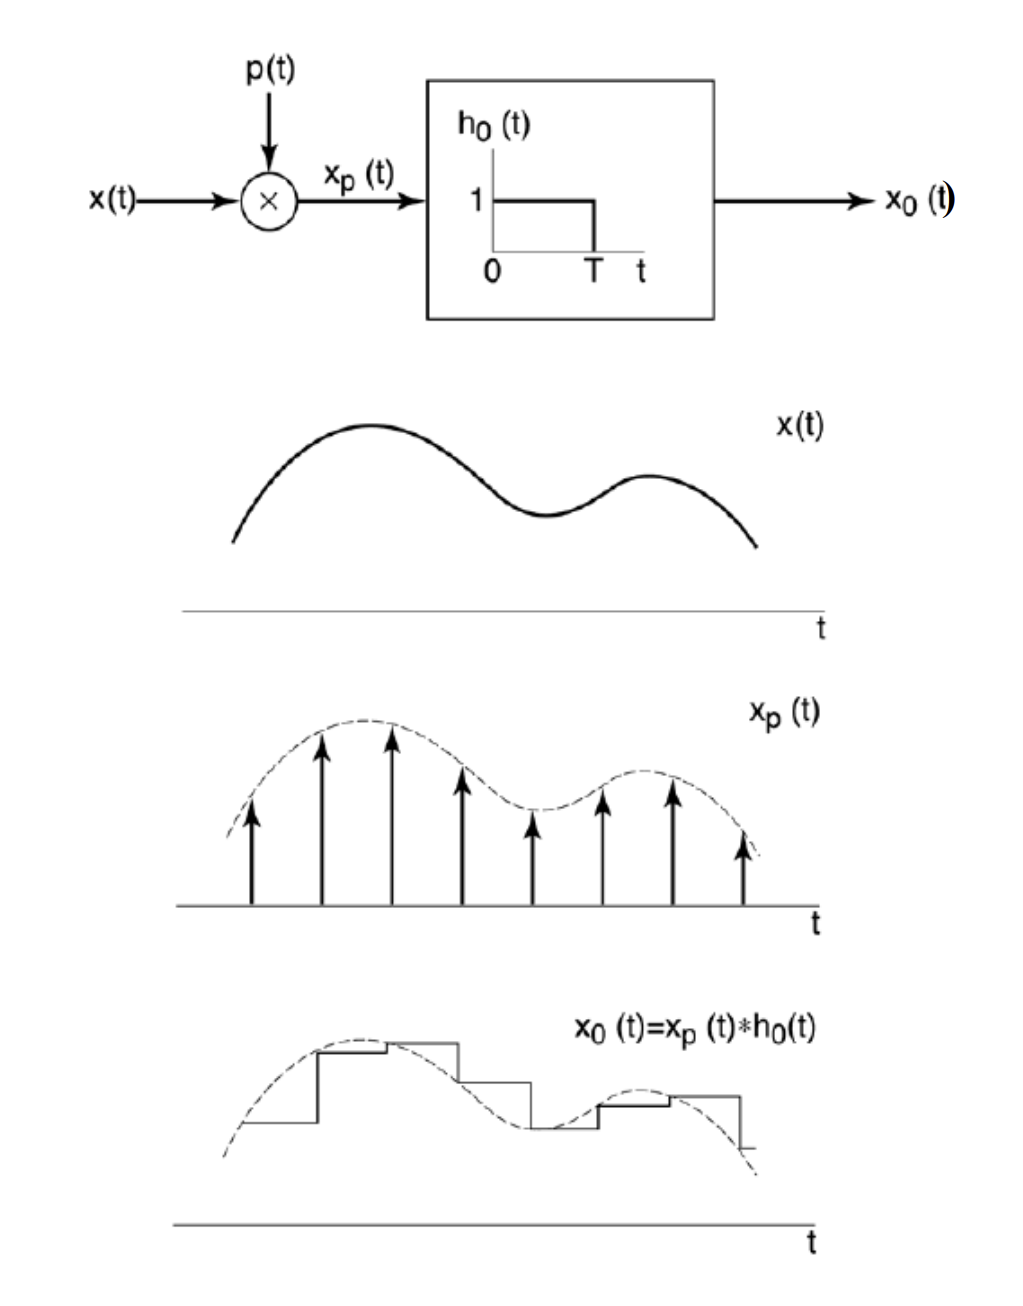 p(t)
h0 (t)
x(t) × xp (t) 1 x0 (t)
0 T t
x(t)
t
xp (t)
t
x0 (t)=xp (t)*h0(t)
t